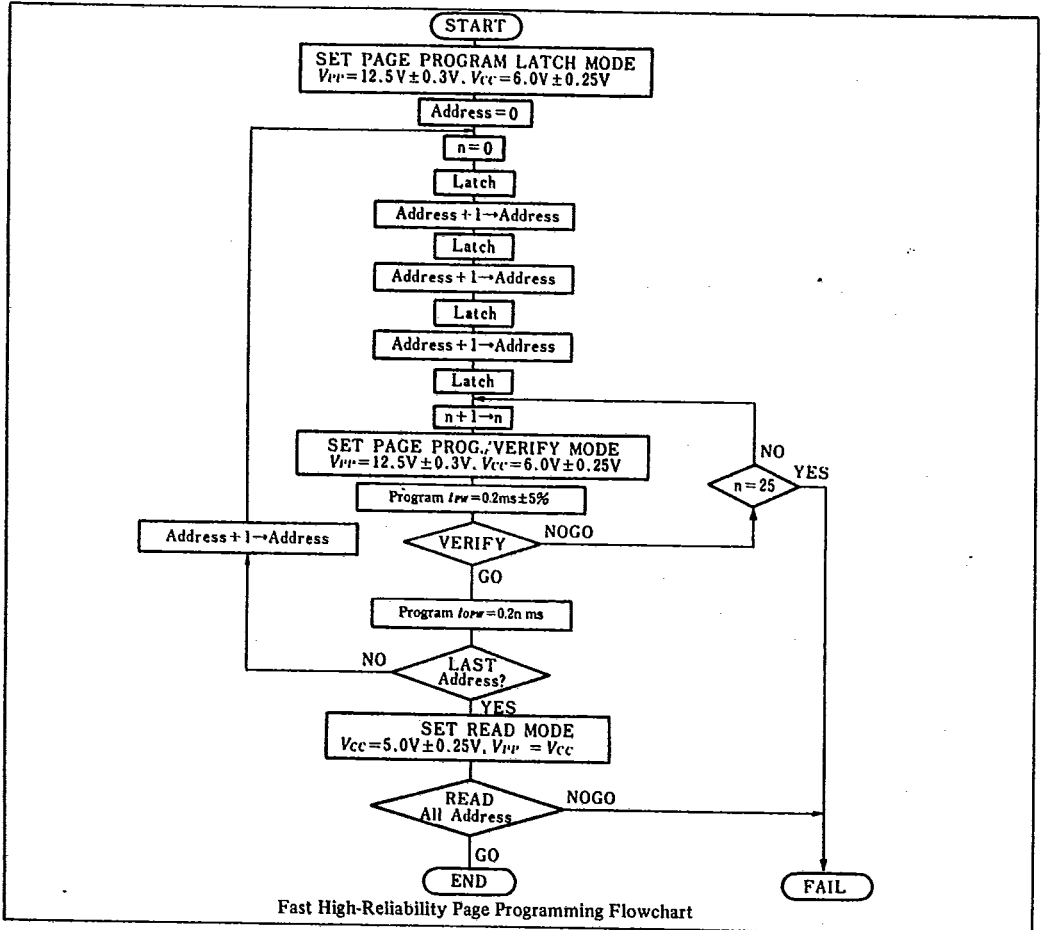 START
SET PAGE PROGRAM LATCH MODE
VPP=12.5V±0.3V. VCC=6.0V±0.25V
Address=0
n=0
Latch
Address+1→Address
Latch
Address+1→Address
Latch
Address+1→Address
Latch
n+1→n
SET PAGE PROG./VERIFY MODE
VPP=12.5V±0.3V. VCC=6.0V±0.25V
NO
YES
n=25
Program tPW=0.2ms±5%
Address+1→Address
VERIFY
NOGO
GO
Program tOPW=0.2n ms
NO
LAST
Address?
YES
SET READ MODE
VCC=5.0V±0.25V, VPP = VCC
READ
All Address
NOGO
GO
END
FAIL
Fast High-Reliability Page Programming Flowchart